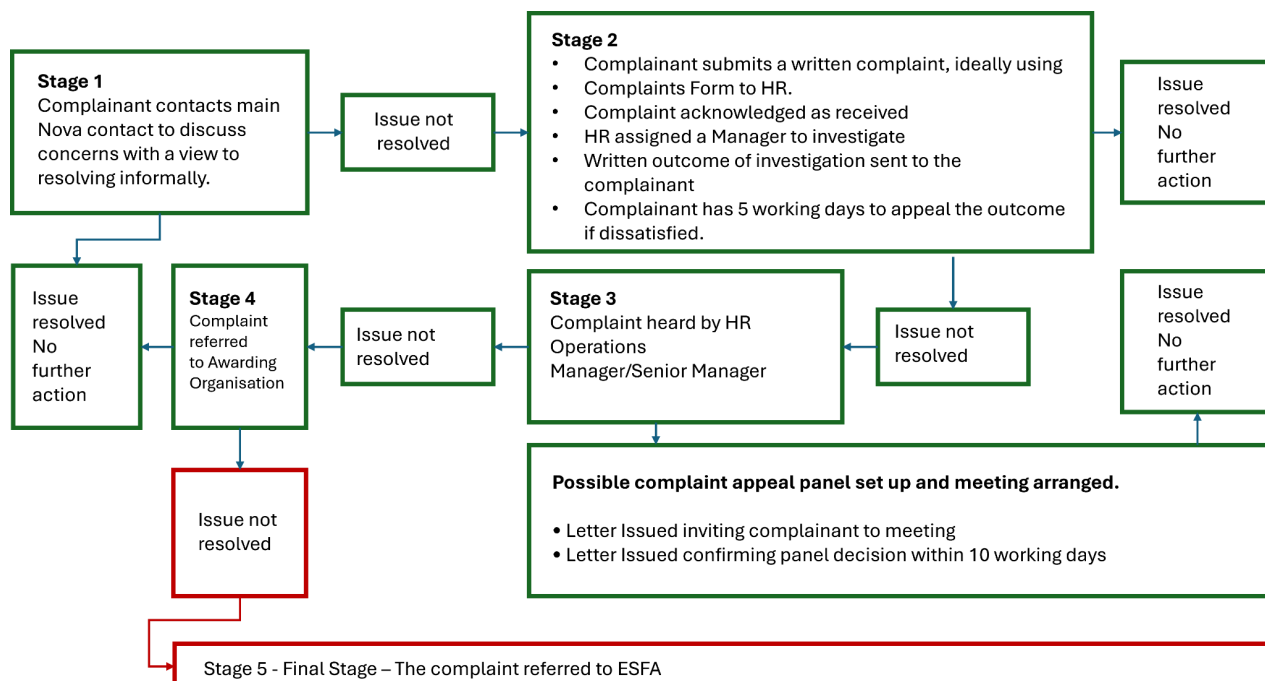 Stage 1
Complainant contacts main
Nova contact to discuss
concerns with a view to
resolving informally.
Issue not
resolved
Stage 2
• Complainant submits a written complaint, ideally using
• Complaints Form to HR.
• Complaint acknowledged as received
• HR assigned a Manager to investigate
• Written outcome of investigation sent to the
complainant
• Complainant has 5 working days to appeal the outcome
if dissatisfied.
Issue
resolved
No
further
action
Issue
resolved
No
further
action
Stage 4
Complaint
referred
to Awarding
Organisation
Issue not
resolved
Stage 3
Complaint heard by HR
Operations
Manager/Senior Manager
Issue not
resolved
Issue
resolved
No
further
action
Issue not
resolved
Possible complaint appeal panel set up and meeting arranged.
• Letter Issued inviting complainant to meeting
• Letter Issued confirming panel decision within 10 working days
Stage 5 - Final Stage – The complaint referred to ESFA